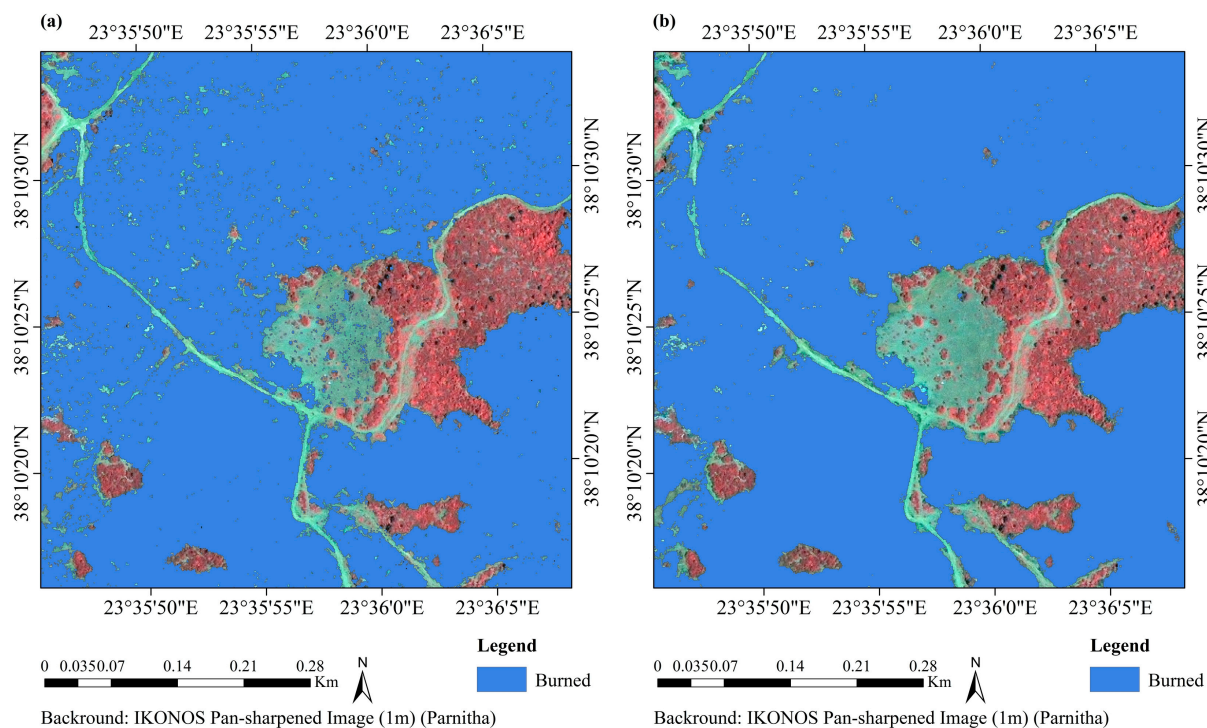 (a)
23°35'50"E 23°35'55"E 23°36'0"E 23°36'5"E
38°10'30"N 38°10'25"N 38°10'20"N
38°10'30"N 38°10'25"N 38°10'20"N
23°35'50"E 23°35'55"E 23°36'0"E 23°36'5"E
Legend
Burned
0 0.0350.07 0.14 0.21 0.28
Km
N
Backround: IKONOS Pan-sharpened Image (1m) (Parnitha)
(b)
23°35'50"E 23°35'55"E 23°36'0"E 23°36'5"E
38°10'30"N 38°10'25"N 38°10'20"N
38°10'30"N 38°10'25"N 38°10'20"N
23°35'50"E 23°35'55"E 23°36'0"E 23°36'5"E
Legend
Burned
0 0.0350.07 0.14 0.21 0.28
Km
N
Backround: IKONOS Pan-sharpened Image (1m) (Parnitha)